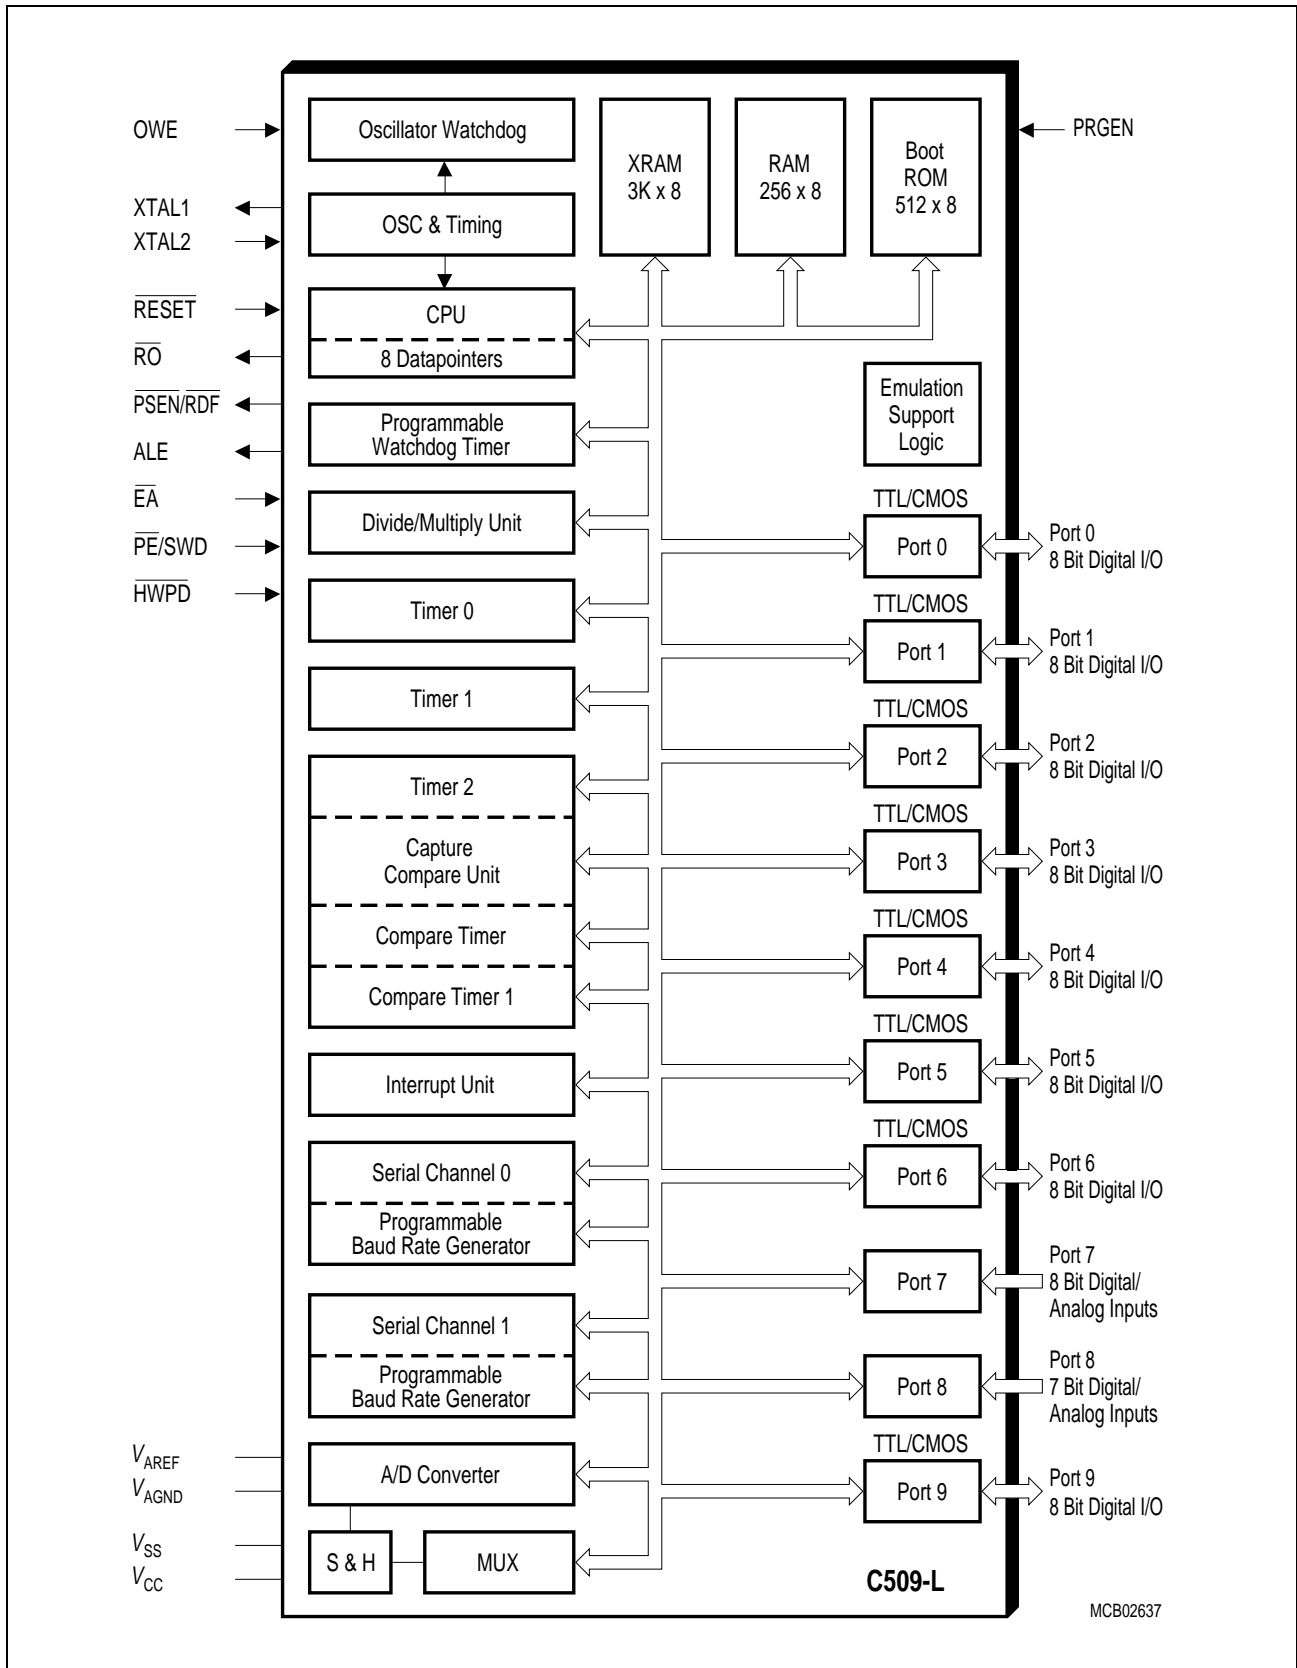 OWE
XTAL1
XTAL2
RESET
RO
PSEN/RDF
ALE
EA
PE/SWD
HWPD
VAREF
VAGND
VSS
VCC
Oscillator Watchdog
OSC & Timing
CPU
8 Datapointers
Programmable
Watchdog Timer
Divide/Multiply Unit
Timer 0
Timer 1
Timer 2
Capture
Compare Unit
Compare Timer
Compare Timer 1
Interrupt Unit
Serial Channel 0
Programmable
Baud Rate Generator
Serial Channel 1
Programmable
Baud Rate Generator
A/D Converter
S & H
MUX
XRAM
3K x 8
RAM
256 x 8
Boot
ROM
512 x 8
Emulation
Support
Logic
TTL/CMOS
Port 0
TTL/CMOS
Port 1
TTL/CMOS
Port 2
TTL/CMOS
Port 3
TTL/CMOS
Port 4
TTL/CMOS
Port 5
TTL/CMOS
Port 6
Port 7
Port 8
TTL/CMOS
Port 9
C509-L
PRGEN
Port 0
8 Bit Digital I/O
Port 1
8 Bit Digital I/O
Port 2
8 Bit Digital I/O
Port 3
8 Bit Digital I/O
Port 4
8 Bit Digital I/O
Port 5
8 Bit Digital I/O
Port 6
8 Bit Digital I/O
Port 7
8 Bit Digital/
Analog Inputs
Port 8
7 Bit Digital/
Analog Inputs
Port 9
8 Bit Digital I/O
MCB02637